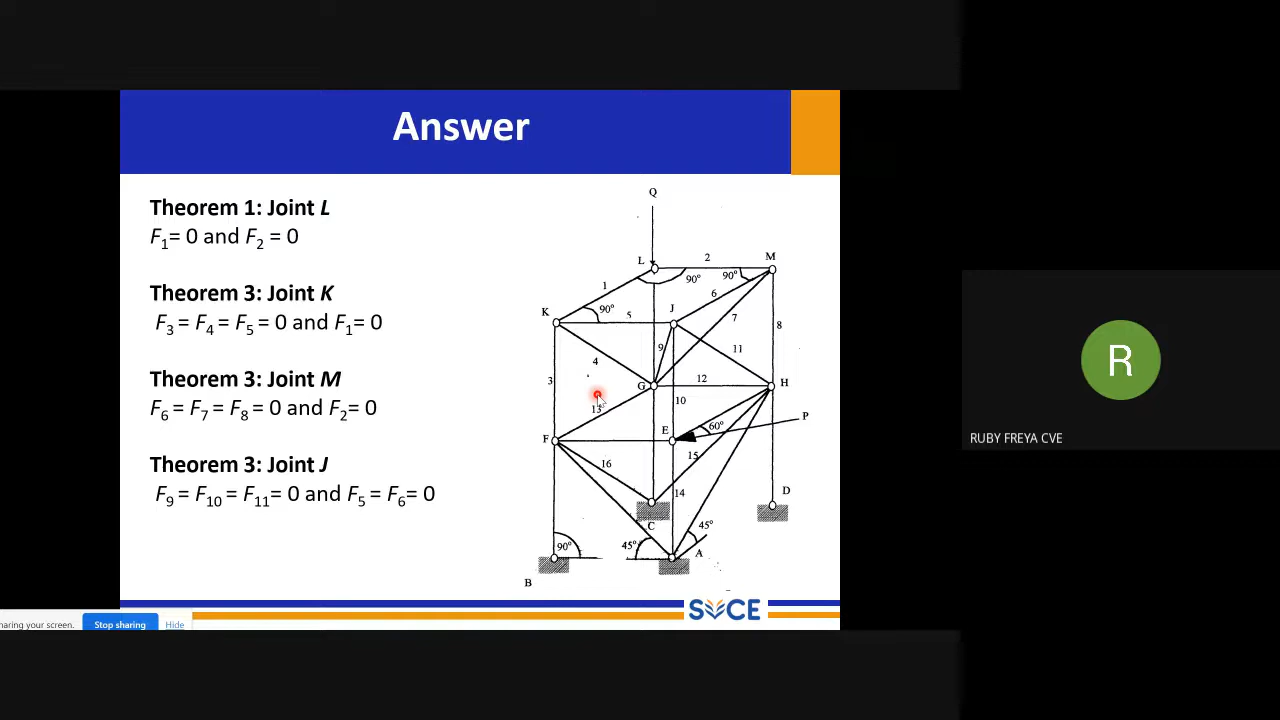 Answer
Theorem 1: Joint L
F1= 0 and F2 = 0
Theorem 3: Joint K
F3 = F4 = F5 = 0 and F1= 0
Theorem 3: Joint M
F6 = F7 = F8 = 0 and F2= 0
Theorem 3: Joint J
F9 = F10 = F11= 0 and F5 = F6= 0
Q
L
2
M
90°
90°
1
6
K
90°
5
J
7
8
9
11
4
3
G
12
H
10
13
P
F
E
60°
16
15
14
D
C
45°
45°
A
90°
B
SVCE
haring your screen.
Stop sharing
Hide
R
RUBY FREYA CVE